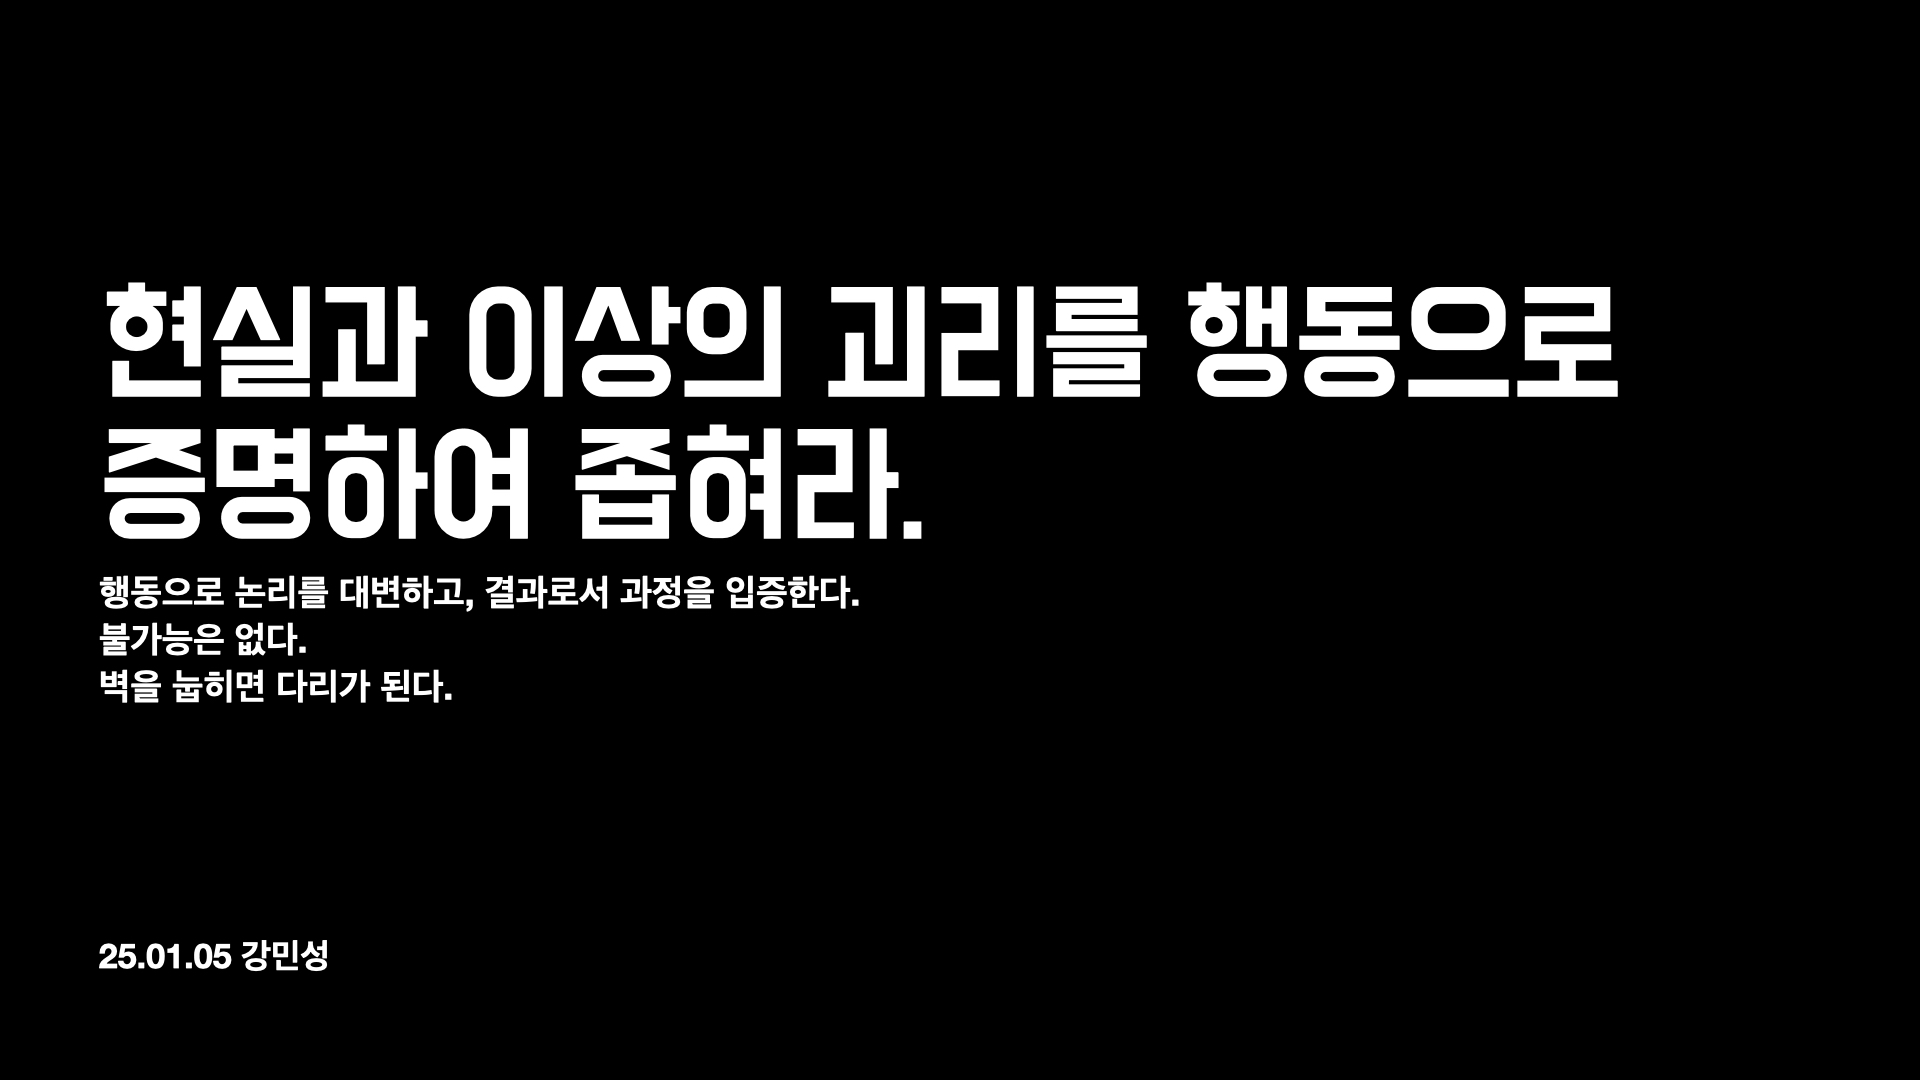 현실과 이상의 괴리를 행동으로
증명하여 좁혀라.
행동으로 논리를 대변하고, 결과로서 과정을 입증한다.
불가능은 없다.
벽을 눕히면 다리가 된다.
25.01.05 강민성